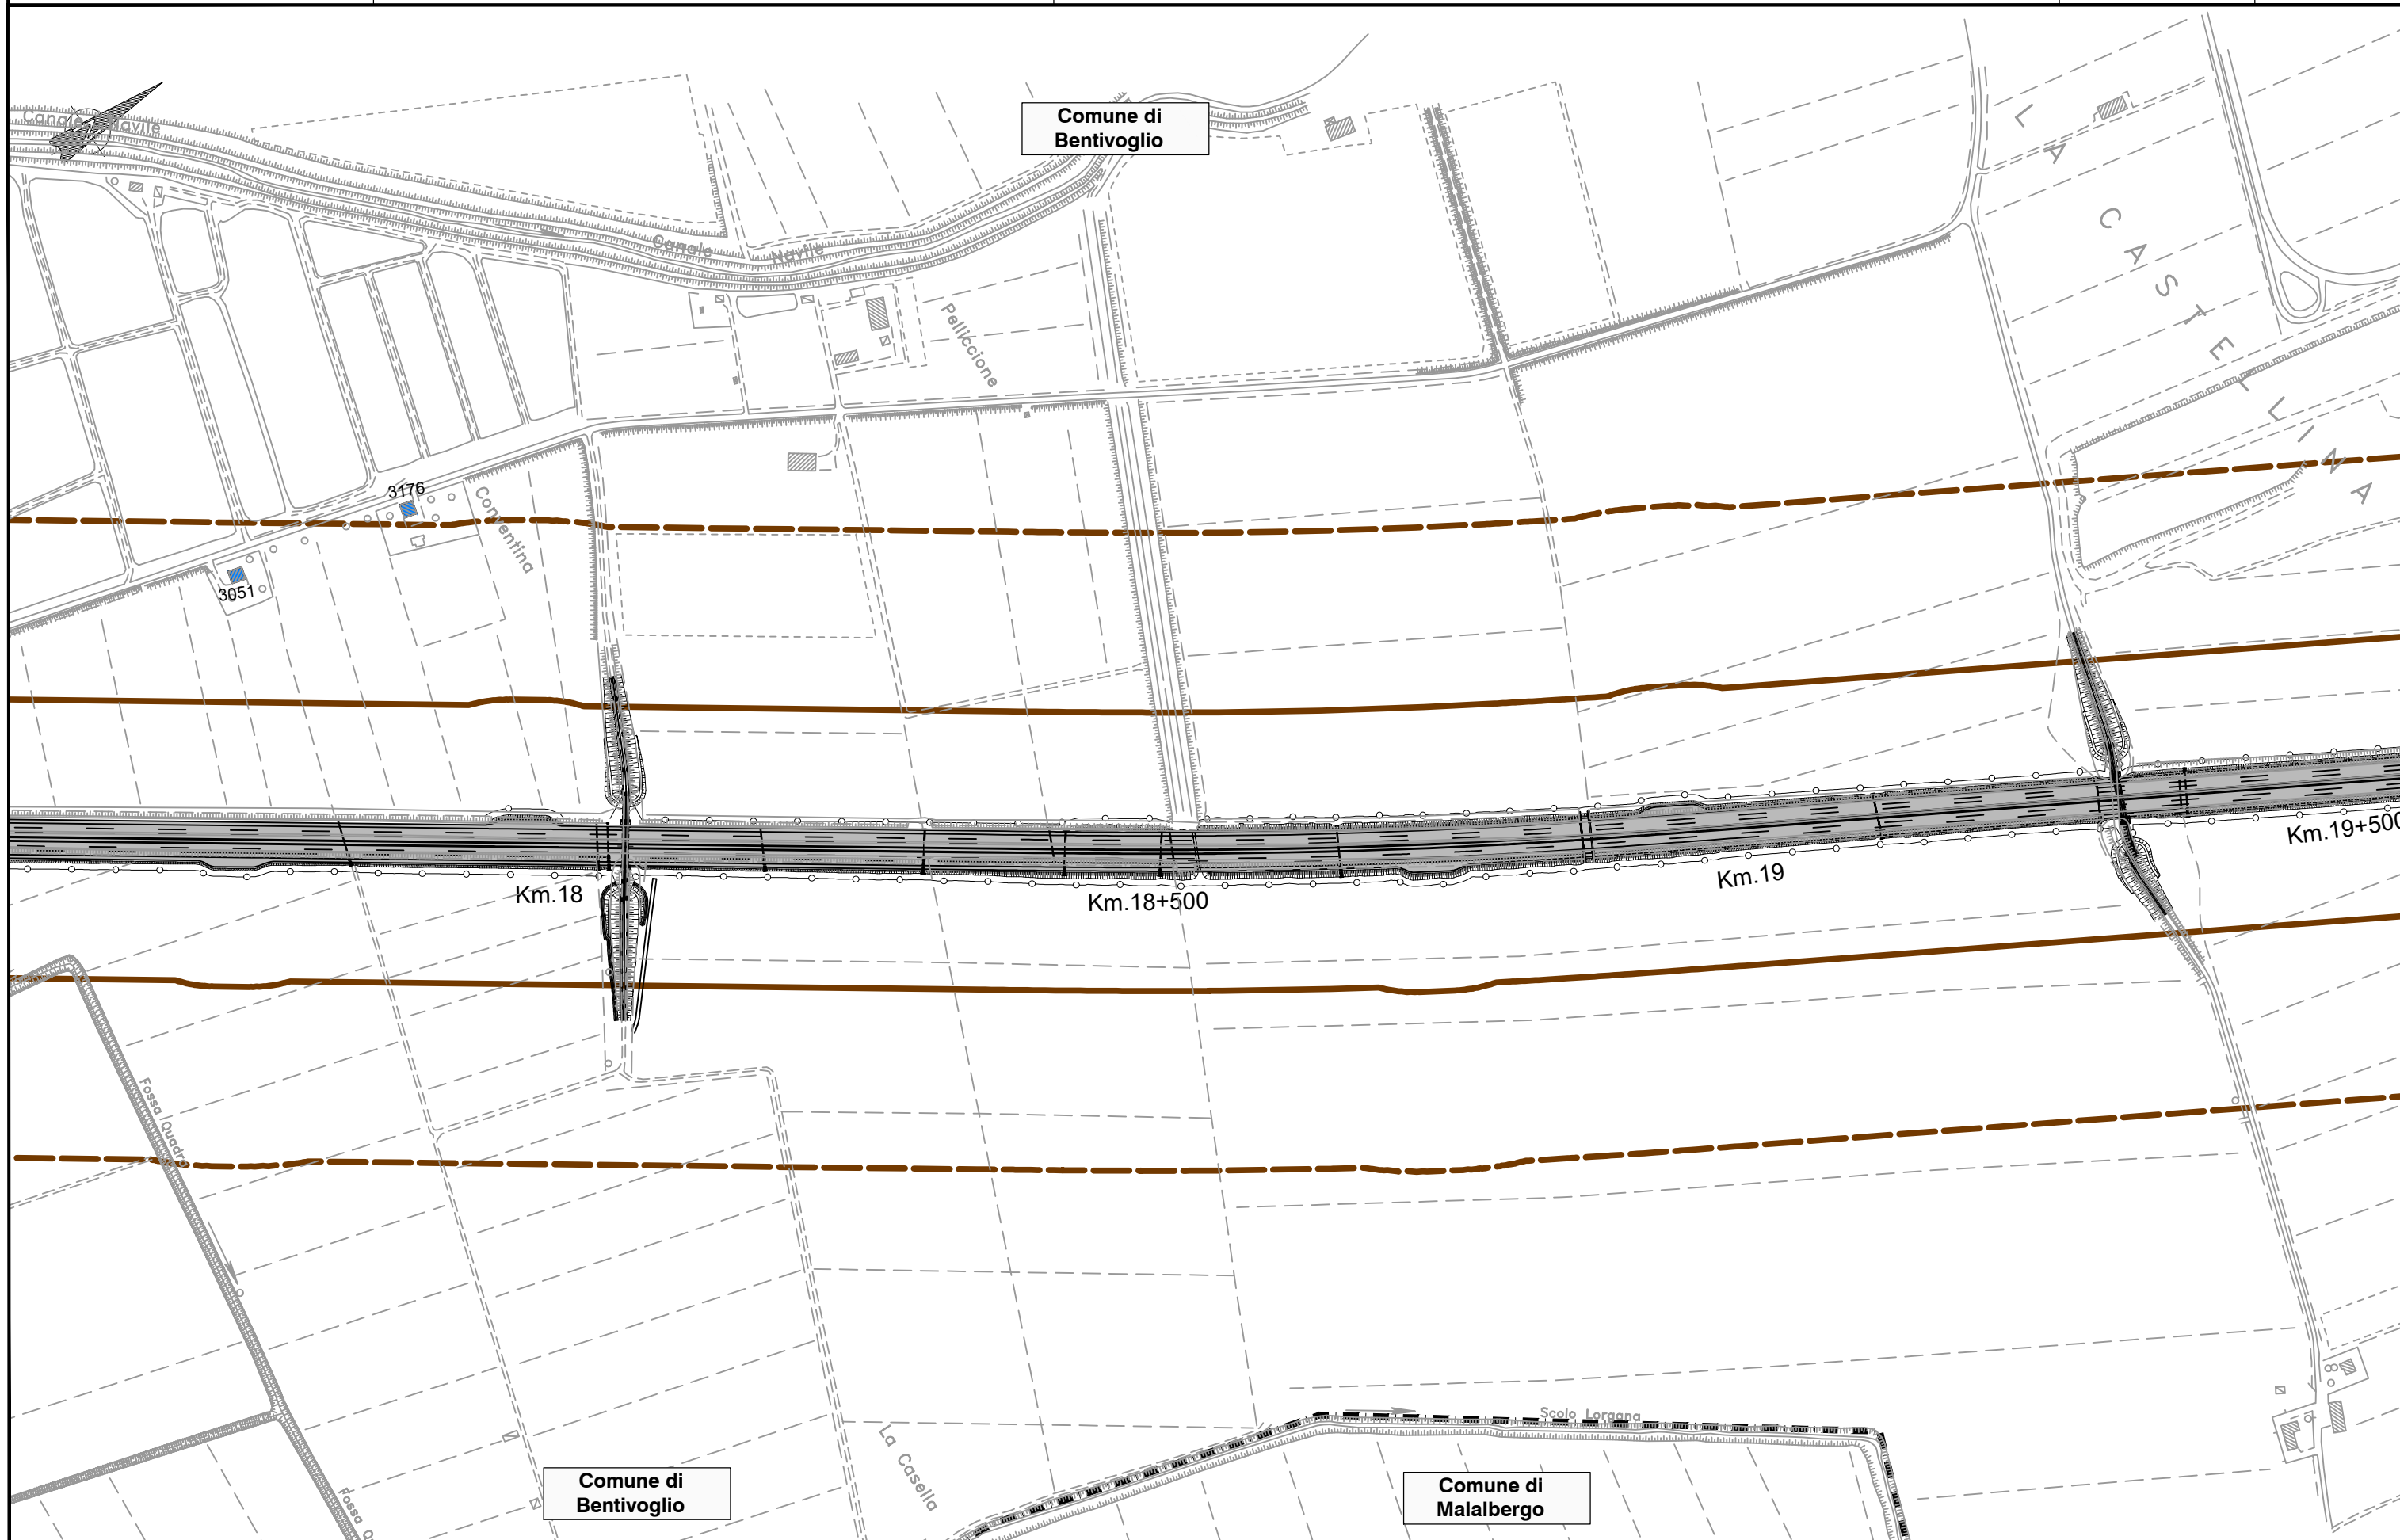 Comune di
Bentivoglio
Canale Navile
Canale Navile
L A C A S T E L L I N A
Pelliccione
3176
Conventina
3051
Km.18
Km.18+500
Km.19
Km.19+500
Fossa Quadra
La Casella
Scolo Lorgana
Comune di
Bentivoglio
Comune di
Malalbergo